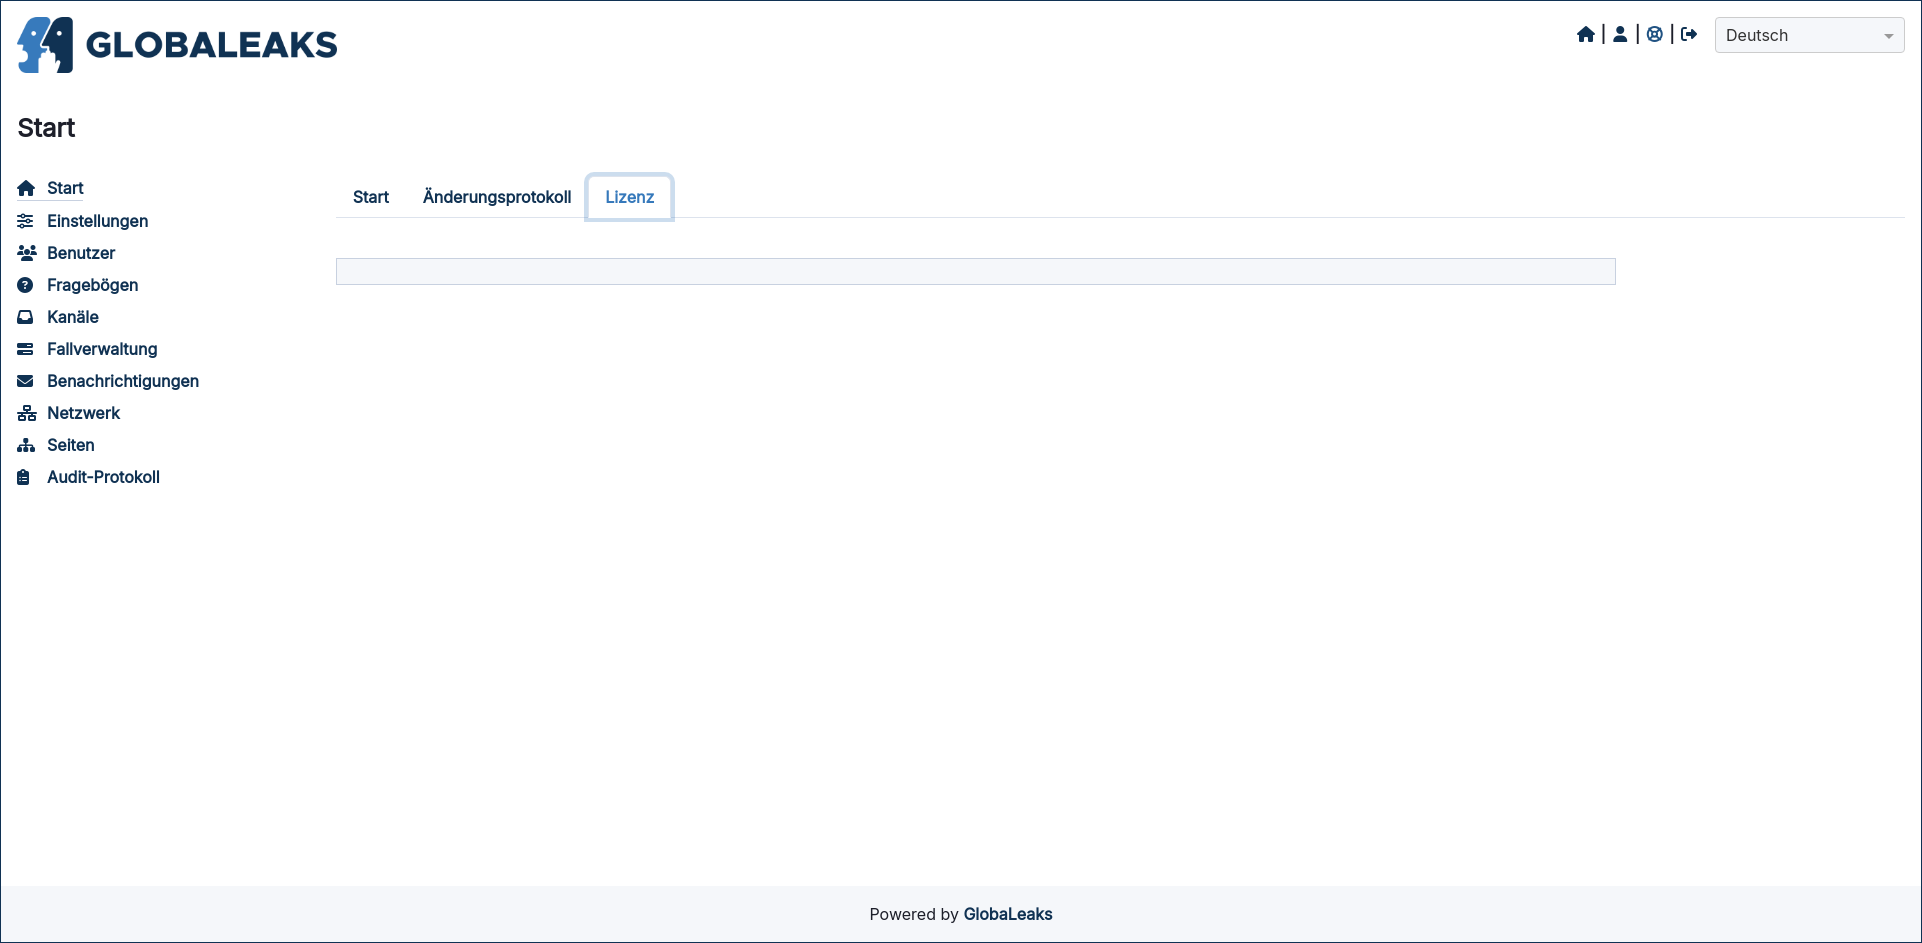 GLOBALEAKS
Deutsch
Start
Start
Einstellungen
Benutzer
Fragebögen
Kanäle
Fallverwaltung
Benachrichtigungen
Netzwerk
Seiten
Audit-Protokoll
Start Änderungsprotokoll Lizenz
Powered by GlobaLeaks